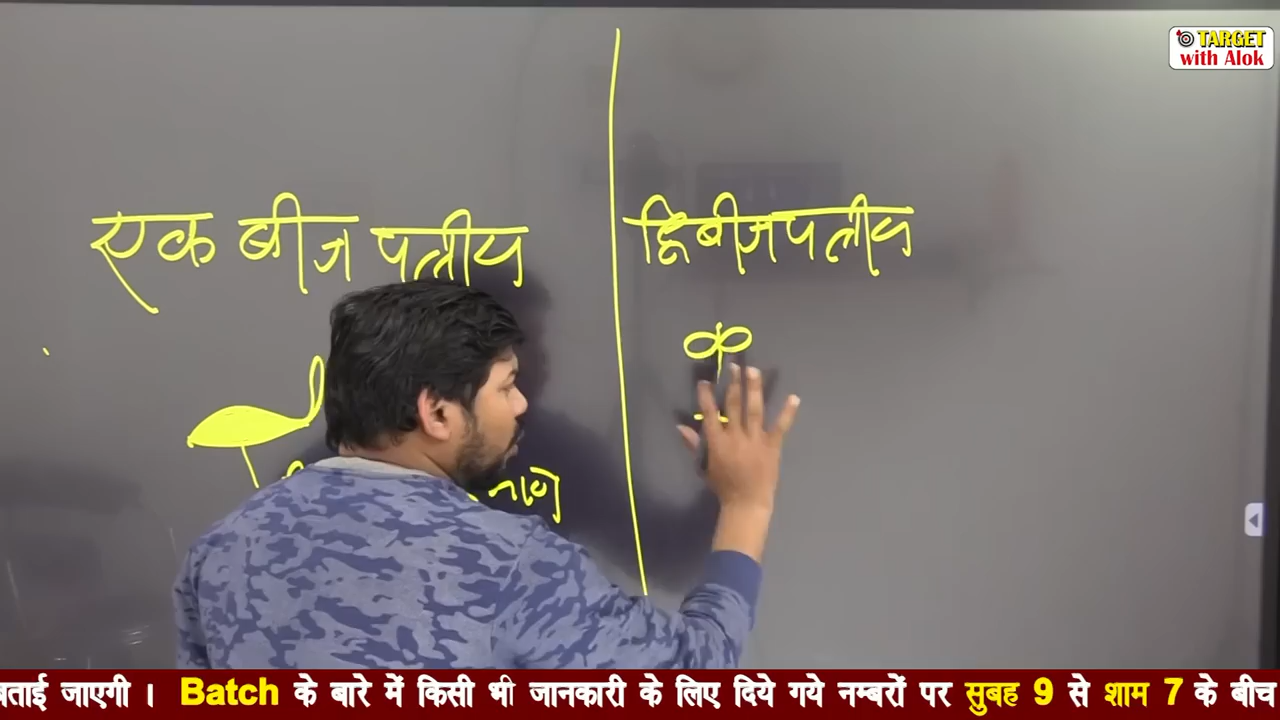 TARGET
with Alok
एक बीज पत्रीय
द्विबीजपत्रीय
बताई जाएगी । Batch के बारे में किसी भी जानकारी के लिए दिये गये नम्बरों पर सुबह 9 से शाम 7 के बीच